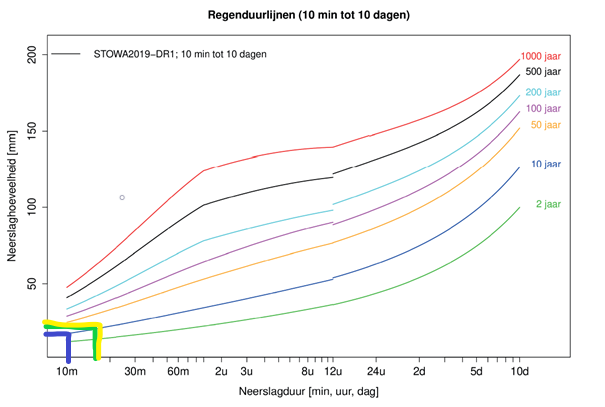 Regenduurlijnen (10 min tot 10 dagen)
STOWA2019−DR1; 10 min tot 10 dagen
Neerslaghoeveelheid [mm]
200
150
100
50
1000 jaar
500 jaar
200 jaar
100 jaar
50 jaar
10 jaar
2 jaar
10m 30m 60m 2u 3u 8u 12u 24u 2d 5d 10d
Neerslagduur [min, uur, dag]